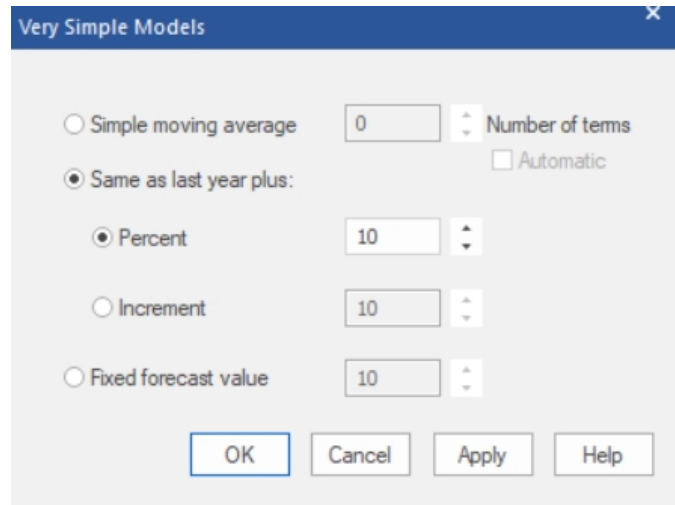 Very Simple Models
Simple moving average 0 Number of terms
Automatic
Same as last year plus:
Percent 10
Increment 10
Fixed forecast value 10
OK Cancel Apply Help